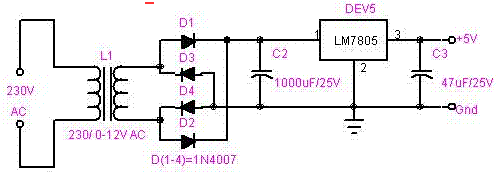 D1
DEV5
L1
D3
1
LM7805
3
+5V
C2
C3
230V
D4
2
1000uF/25V
47uF/25V
AC
D2
Gnd
230/ 0-12V AC
D(1-4)=1N4007